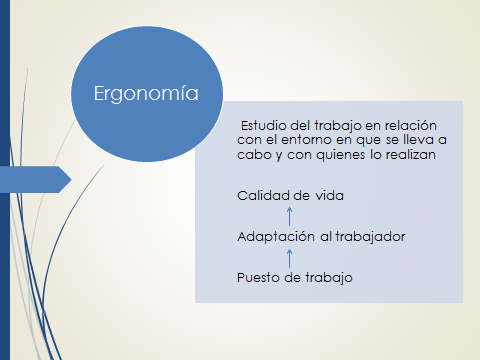 Ergonomía
Estudio del trabajo en relación
con el entorno en que se lleva a
cabo y con quienes lo realizan
Calidad de vida
Adaptación al trabajador
Puesto de trabajo